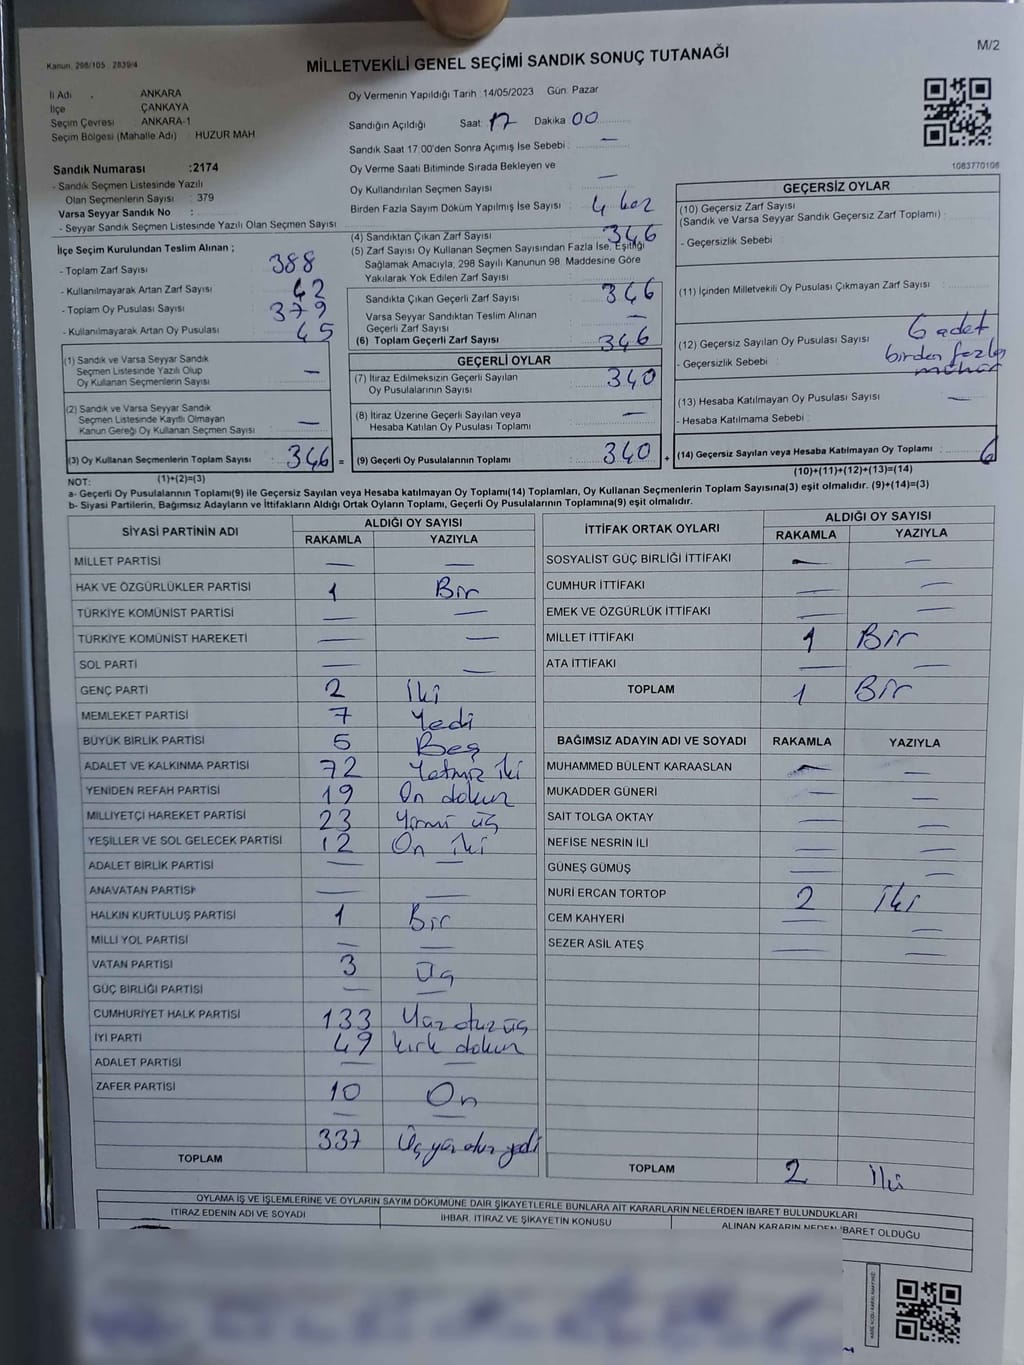 M/2
Kanun. 298/105 2839/4
MİLLETVEKİLİ GENEL SEÇİMİ SANDIK SONUÇ TUTANAĞI
İl Adı ANKARA
İlçe ÇANKAYA
Seçim Çevresi ANKARA-1
Seçim Bölgesi (Mahalle Adı) : HUZUR MAH
Sandık Numarası :2174
- Sandık Seçmen Listesinde Yazılı
Olan Seçmenlerin Sayısı : 379
Varsa Seyyar Sandık No :
- Seyyar Sandık Seçmen Listesinde Yazılı Olan Seçmen Sayısı
Oy Vermenin Yapıldığı Tarih :14/05/2023 Gün. Pazar
Sandığın Açıldığı Saat 17 Dakika 00
Sandık Saat 17:00'den Sonra Açımış İse Sebebi : —
Oy Verme Saati Bitiminde Sırada Bekleyen ve
Oy Kullandırılan Seçmen Sayısı : —
Birden Fazla Sayım Döküm Yapılmış İse Sayısı : 4 kez
1083770106
İlçe Seçim Kurulundan Teslim Alınan ;
- Toplam Zarf Sayısı 388
- Kullanılmayarak Artan Zarf Sayısı 42
- Toplam Oy Pusulası Sayısı 379
- Kullanılmayarak Artan Oy Pusulası 45
(1) Sandık ve Varsa Seyyar Sandık
Seçmen Listesinde Yazılı Olup
Oy Kullanan Seçmenlerin Sayısı : —
(2) Sandık ve Varsa Seyyar Sandık
Seçmen Listesinde Kayıtlı Olmayan
Kanun Gereği Oy Kullanan Seçmen Sayısı : —
(3) Oy Kullanan Seçmenlerin Toplam Sayısı : 346 =
(1)+(2)=(3)
(4) Sandıktan Çıkan Zarf Sayısı : 346
(5) Zarf Sayısı Oy Kullanan Seçmen Sayısından Fazla İse, Eşitliği
Sağlamak Amacıyla, 298 Sayılı Kanunun 98. Maddesine Göre
Yakılarak Yok Edilen Zarf Sayısı :
Sandıkta Çıkan Geçerli Zarf Sayısı : 346
Varsa Seyyar Sandıktan Teslim Alınan
Geçerli Zarf Sayısı : —
(6) Toplam Geçerli Zarf Sayısı : 346
GEÇERLİ OYLAR
(7) İtiraz Edilmeksizin Geçerli Sayılan
Oy Pusulalarının Sayısı : 340
(8) İtiraz Üzerine Geçerli Sayılan veya
Hesaba Katılan Oy Pusulası Toplamı : —
(9) Geçerli Oy Pusulalarının Toplamı : 340 +
GEÇERSİZ OYLAR
(10) Geçersiz Zarf Sayısı
(Sandık ve Varsa Seyyar Sandık Geçersiz Zarf Toplamı) :
- Geçersizlik Sebebi :
(11) İçinden Milletvekili Oy Pusulası Çıkmayan Zarf Sayısı :
(12) Geçersiz Sayılan Oy Pusulası Sayısı : 6 adet
- Geçersizlik Sebebi : birden fazla
mühür
(13) Hesaba Katılmayan Oy Pusulası Sayısı : —
- Hesaba Katılmama Sebebi :
(14) Geçersiz Sayılan veya Hesaba Katılmayan Oy Toplamı : 6
(10)+(11)+(12)+(13)=(14)
NOT:
a- Geçerli Oy Pusulalarının Toplamı(9) ile Geçersiz Sayılan veya Hesaba katılmayan Oy Toplamı(14) Toplamları, Oy Kullanan Seçmenlerin Toplam Sayısına(3) eşit olmalıdır. (9)+(14)=(3)
b- Siyasi Partilerin, Bağımsız Adayların ve İttifakların Aldığı Ortak Oyların Toplamı, Geçerli Oy Pusulalarının Toplamına(9) eşit olmalıdır.
SİYASİ PARTİNİN ADI ALDIĞI OY SAYISI
RAKAMLA YAZIYLA
MİLLET PARTİSİ — —
HAK VE ÖZGÜRLÜKLER PARTİSİ 1 Bir
TÜRKİYE KOMÜNİST PARTİSİ — —
TÜRKİYE KOMÜNİST HAREKETİ — —
SOL PARTİ — —
GENÇ PARTİ 2 İki
MEMLEKET PARTİSİ 7 Yedi
BÜYÜK BİRLİK PARTİSİ 5 Beş
ADALET VE KALKINMA PARTİSİ 72 Yetmiş iki
YENİDEN REFAH PARTİSİ 19 On dokuz
MİLLİYETÇİ HAREKET PARTİSİ 23 Yirmi üç
YEŞİLLER VE SOL GELECEK PARTİSİ 12 On iki
ADALET BİRLİK PARTİSİ — —
ANAVATAN PARTİSİ — —
HALKIN KURTULUŞ PARTİSİ 1 Bir
MİLLİ YOL PARTİSİ — —
VATAN PARTİSİ 3 Üç
GÜÇ BİRLİĞİ PARTİSİ — —
CUMHURİYET HALK PARTİSİ 133 Yüz otuz üç
İYİ PARTİ 49 kırk dokuz
ADALET PARTİSİ — —
ZAFER PARTİSİ 10 On
— —
TOPLAM 337 Üç yüz otuz yedi
İTTİFAK ORTAK OYLARI ALDIĞI OY SAYISI
RAKAMLA YAZIYLA
SOSYALİST GÜÇ BİRLİĞİ İTTİFAKI — —
CUMHUR İTTİFAKI — —
EMEK VE ÖZGÜRLÜK İTTİFAKI — —
MİLLET İTTİFAKI 1 Bir
ATA İTTİFAKI — —
TOPLAM 1 Bir
BAĞIMSIZ ADAYIN ADI VE SOYADI RAKAMLA YAZIYLA
MUHAMMED BÜLENT KARAASLAN — —
MUKADDER GÜNERİ — —
SAİT TOLGA OKTAY — —
NEFİSE NESRİN İLİ — —
GÜNEŞ GÜMÜŞ — —
NURİ ERCAN TORTOP 2 İki
CEM KAHYERİ — —
SEZER ASİL ATEŞ — —
TOPLAM 2 İki
OYLAMA İŞ VE İŞLEMLERİNE VE OYLARIN SAYIM DÖKÜMÜNE DAİR ŞİKAYETLERLE BUNLARA AİT KARARLARIN NELERDEN İBARET BULUNDUKLARI
İTİRAZ EDENİN ADI VE SOYADI İHBAR, İTİRAZ VE ŞİKAYETİN KONUSU ALINAN KARARIN NEDEN İBARET OLDUĞU